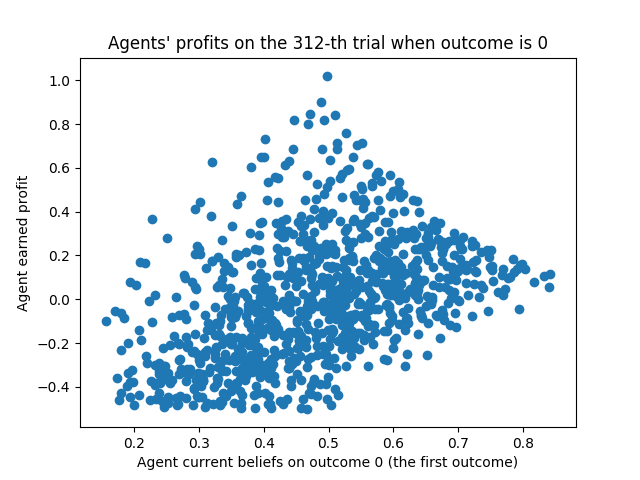 Agents' profits on the 312-th trial when outcome is 0
1.0
0.8
0.6
0.4
0.2
0.0
−0.2
−0.4
Agent earned profit
0.2 0.3 0.4 0.5 0.6 0.7 0.8
Agent current beliefs on outcome 0 (the first outcome)